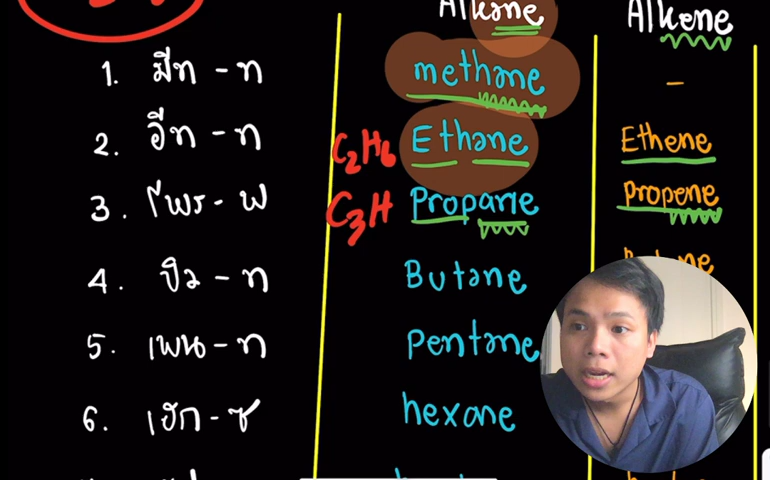 Alkane Alkene
1. มีท - ท methane -
2. อีท - ท C2H6 Ethane Ethene
3. โพร - พ C3H Propane propene
4. บิว - ท Butane
5. เพน - ท pentane
6. เฮก - ซ hexane